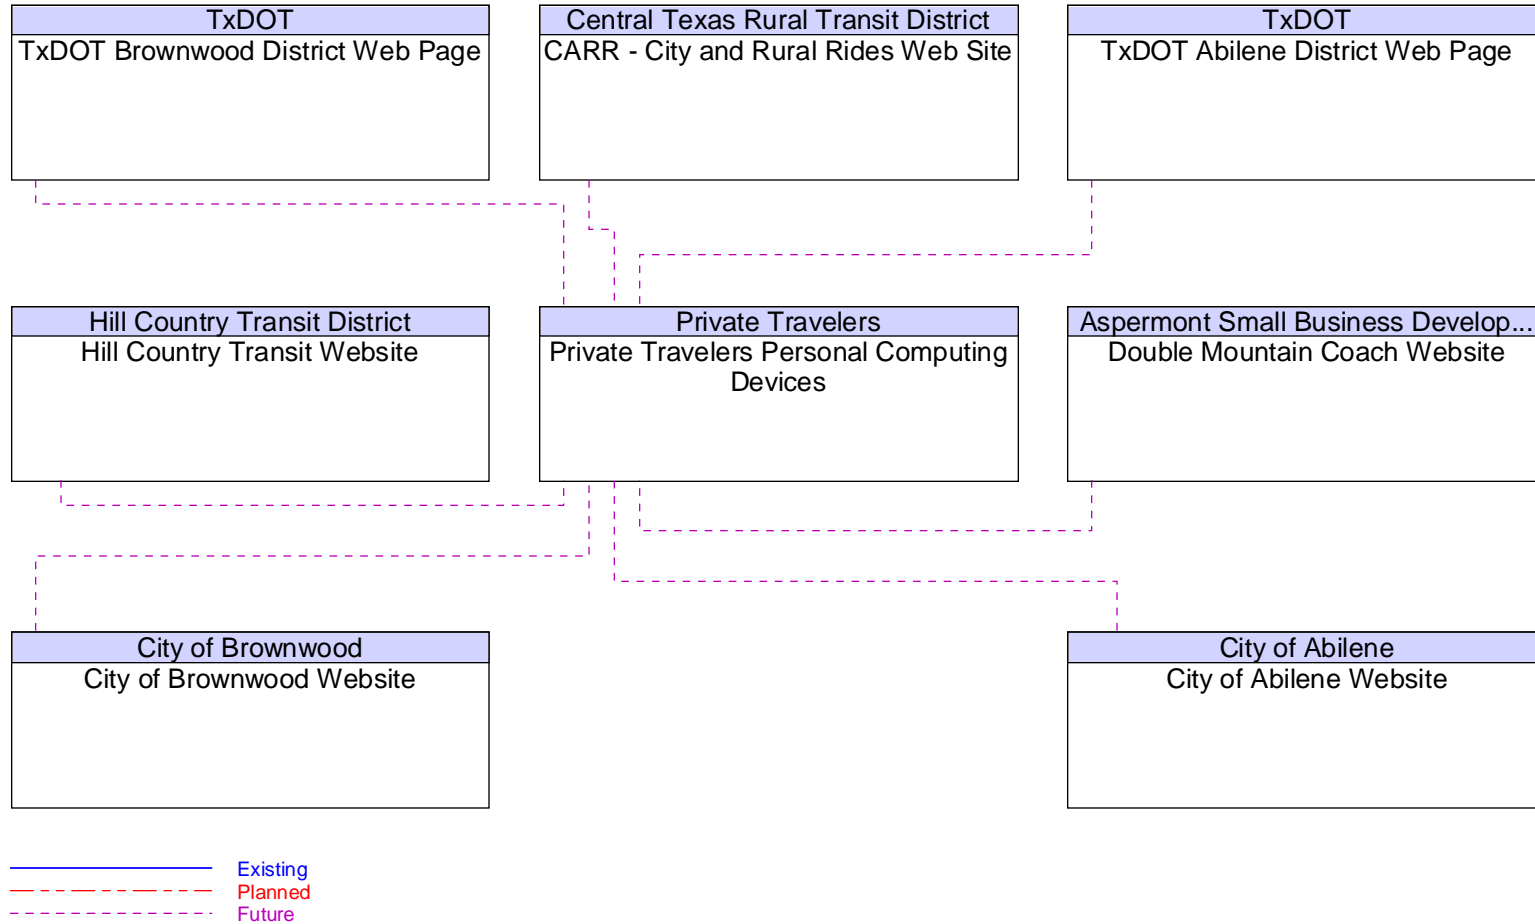 TxDOT
TxDOT Brownwood District Web Page
Central Texas Rural Transit District
CARR - City and Rural Rides Web Site
TxDOT
TxDOT Abilene District Web Page
Hill Country Transit District
Hill Country Transit Website
Private Travelers
Private Travelers Personal Computing
Devices
Aspermont Small Business Develop...
Double Mountain Coach Website
City of Brownwood
City of Brownwood Website
City of Abilene
City of Abilene Website
Existing
Planned
Future